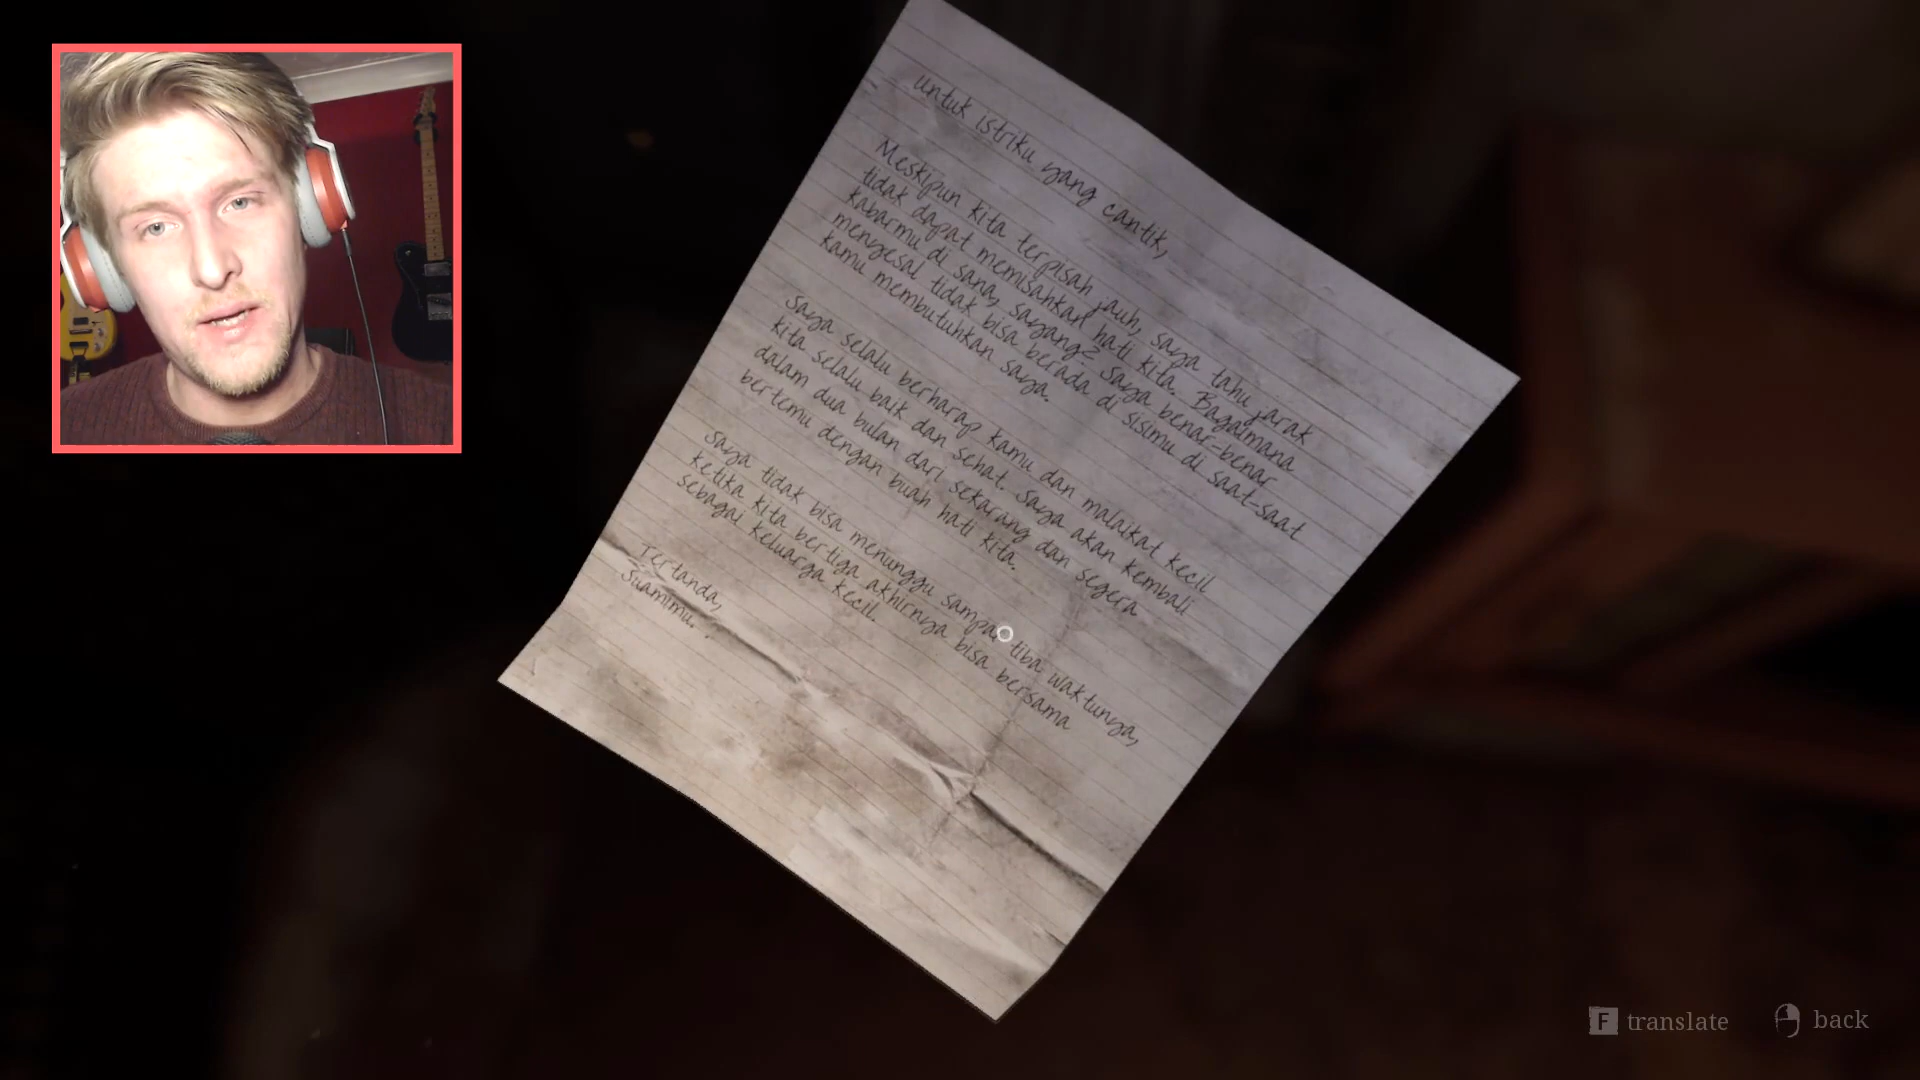 Untuk istriku yang cantik,
Meskipun kita terpisah jauh, saya tahu jarak
tidak dapat memisahkan hati kita. Bagaimana
kabarmu di sana, sayang? Saya benar-benar
menyesal tidak bisa berada di sisimu di saat-saat
kamu membutuhkan saya.
Saya selalu berharap kamu dan malaikat kecil
kita selalu baik dan sehat. Saya akan kembali
dalam dua bulan dari sekarang dan segera
bertemu dengan buah hati kita.
Saya tidak bisa menunggu sampai tiba waktunya,
ketika kita bertiga akhirnya bisa bersama
sebagai keluarga kecil.
Tertanda,
Suamimu.
F translate
back